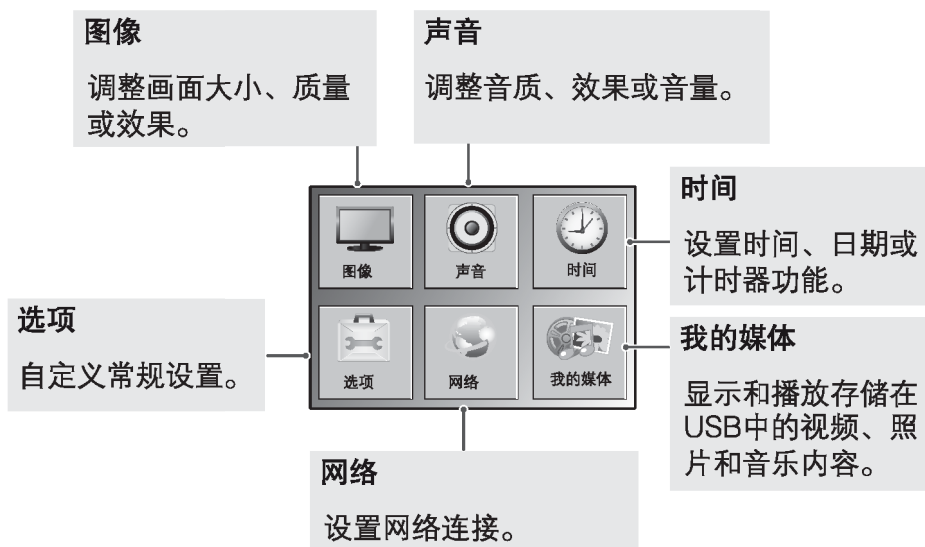 图像
调整画面大小、质量
或效果。
声音
调整音质、效果或音量。
图像
声音
时间
选项
网络
我的媒体
时间
设置时间、日期或
计时器功能。
选项
自定义常规设置。
我的媒体
显示和播放存储在
USB中的视频、照
片和音乐内容。
网络
设置网络连接。